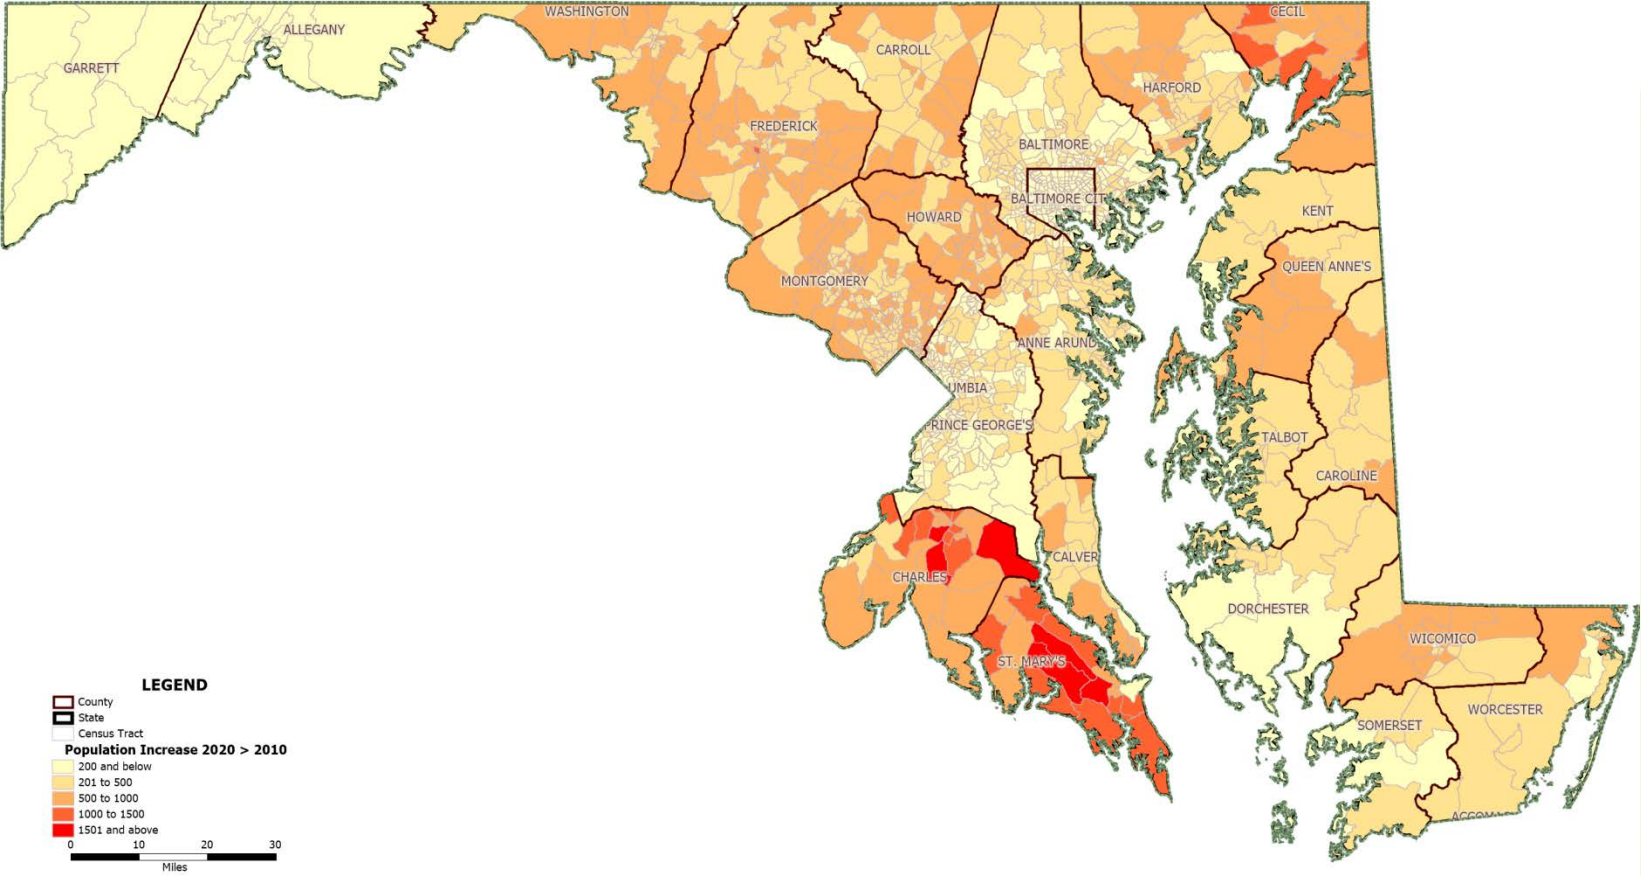 WASHINGTON
CECIL
ALLEGANY
CARROLL
GARRETT
HARFORD
FREDERICK
BALTIMORE
BALTIMORE CIT
KENT
HOWARD
QUEEN ANNE'S
MONTGOMERY
ANNE ARUND
UMBIA
PRINCE GEORGE'S
TALBOT
CAROLINE
CALVER
CHARLES
DORCHESTER
WICOMICO
ST. MARY'S
WORCESTER
SOMERSET
LEGEND
County
State
Census Tract
Population Increase 2020 > 2010
200 and below
201 to 500
500 to 1000
1000 to 1500
1501 and above
0 10 20 30
Miles